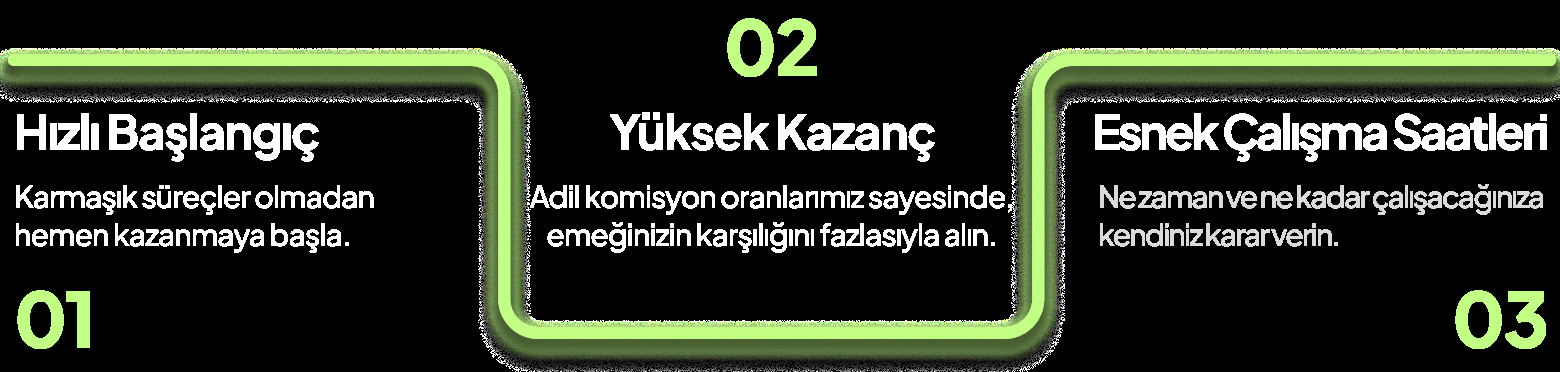 Hızlı Başlangıç
Karmaşık süreçler olmadan
hemen kazanmaya başla.
01
02
Yüksek Kazanç
Adil komisyon oranlarımız sayesinde,
emeğinizin karşılığını fazlasıyla alın.
Esnek Çalışma Saatleri
Ne zaman ve ne kadar çalışacağınıza
kendiniz karar verin.
03